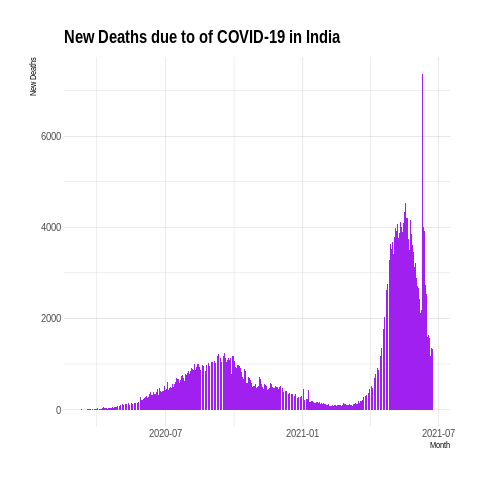 New Deaths due to of COVID-19 in India
New Deaths
6000
4000
2000
0
2020-07
2021-01
2021-07
Month